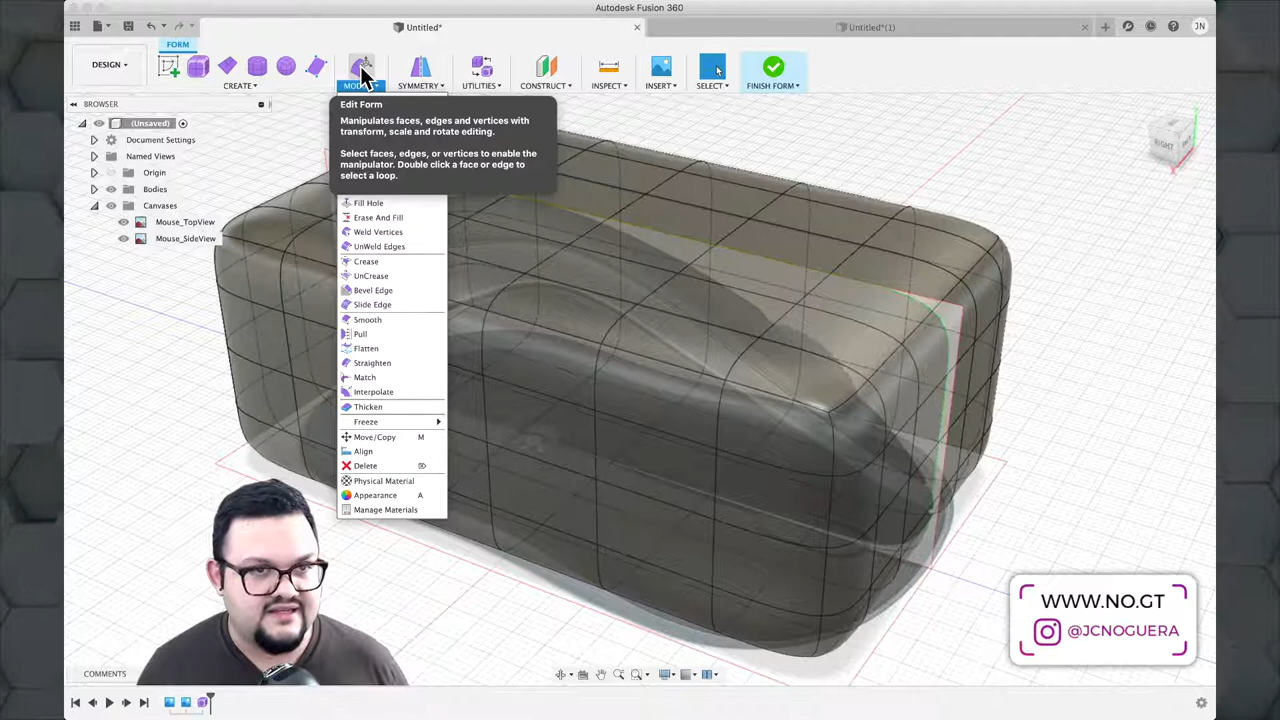 Autodesk Fusion 360
Untitled*
Untitled*(1)
JN
FORM
DESIGN
CREATE
SYMMETRY
UTILITIES
CONSTRUCT
INSPECT
INSERT
SELECT
FINISH FORM
BROWSER
(Unsaved)
Document Settings
Named Views
Origin
Bodies
Canvases
Mouse_TopView
Mouse_SideView
Edit Form
Manipulates faces, edges and vertices with
transform, scale and rotate editing.
Select faces, edges, or vertices to enable the
manipulator. Double click a face or edge to
select a loop.
Fill Hole
Erase And Fill
Weld Vertices
UnWeld Edges
Crease
UnCrease
Bevel Edge
Slide Edge
Smooth
Pull
Flatten
Straighten
Match
Interpolate
Thicken
Freeze
Move/Copy M
Align
Delete
Physical Material
Appearance A
Manage Materials
RIGHT
WWW.NO.GT
@JCNOGUERA
COMMENTS